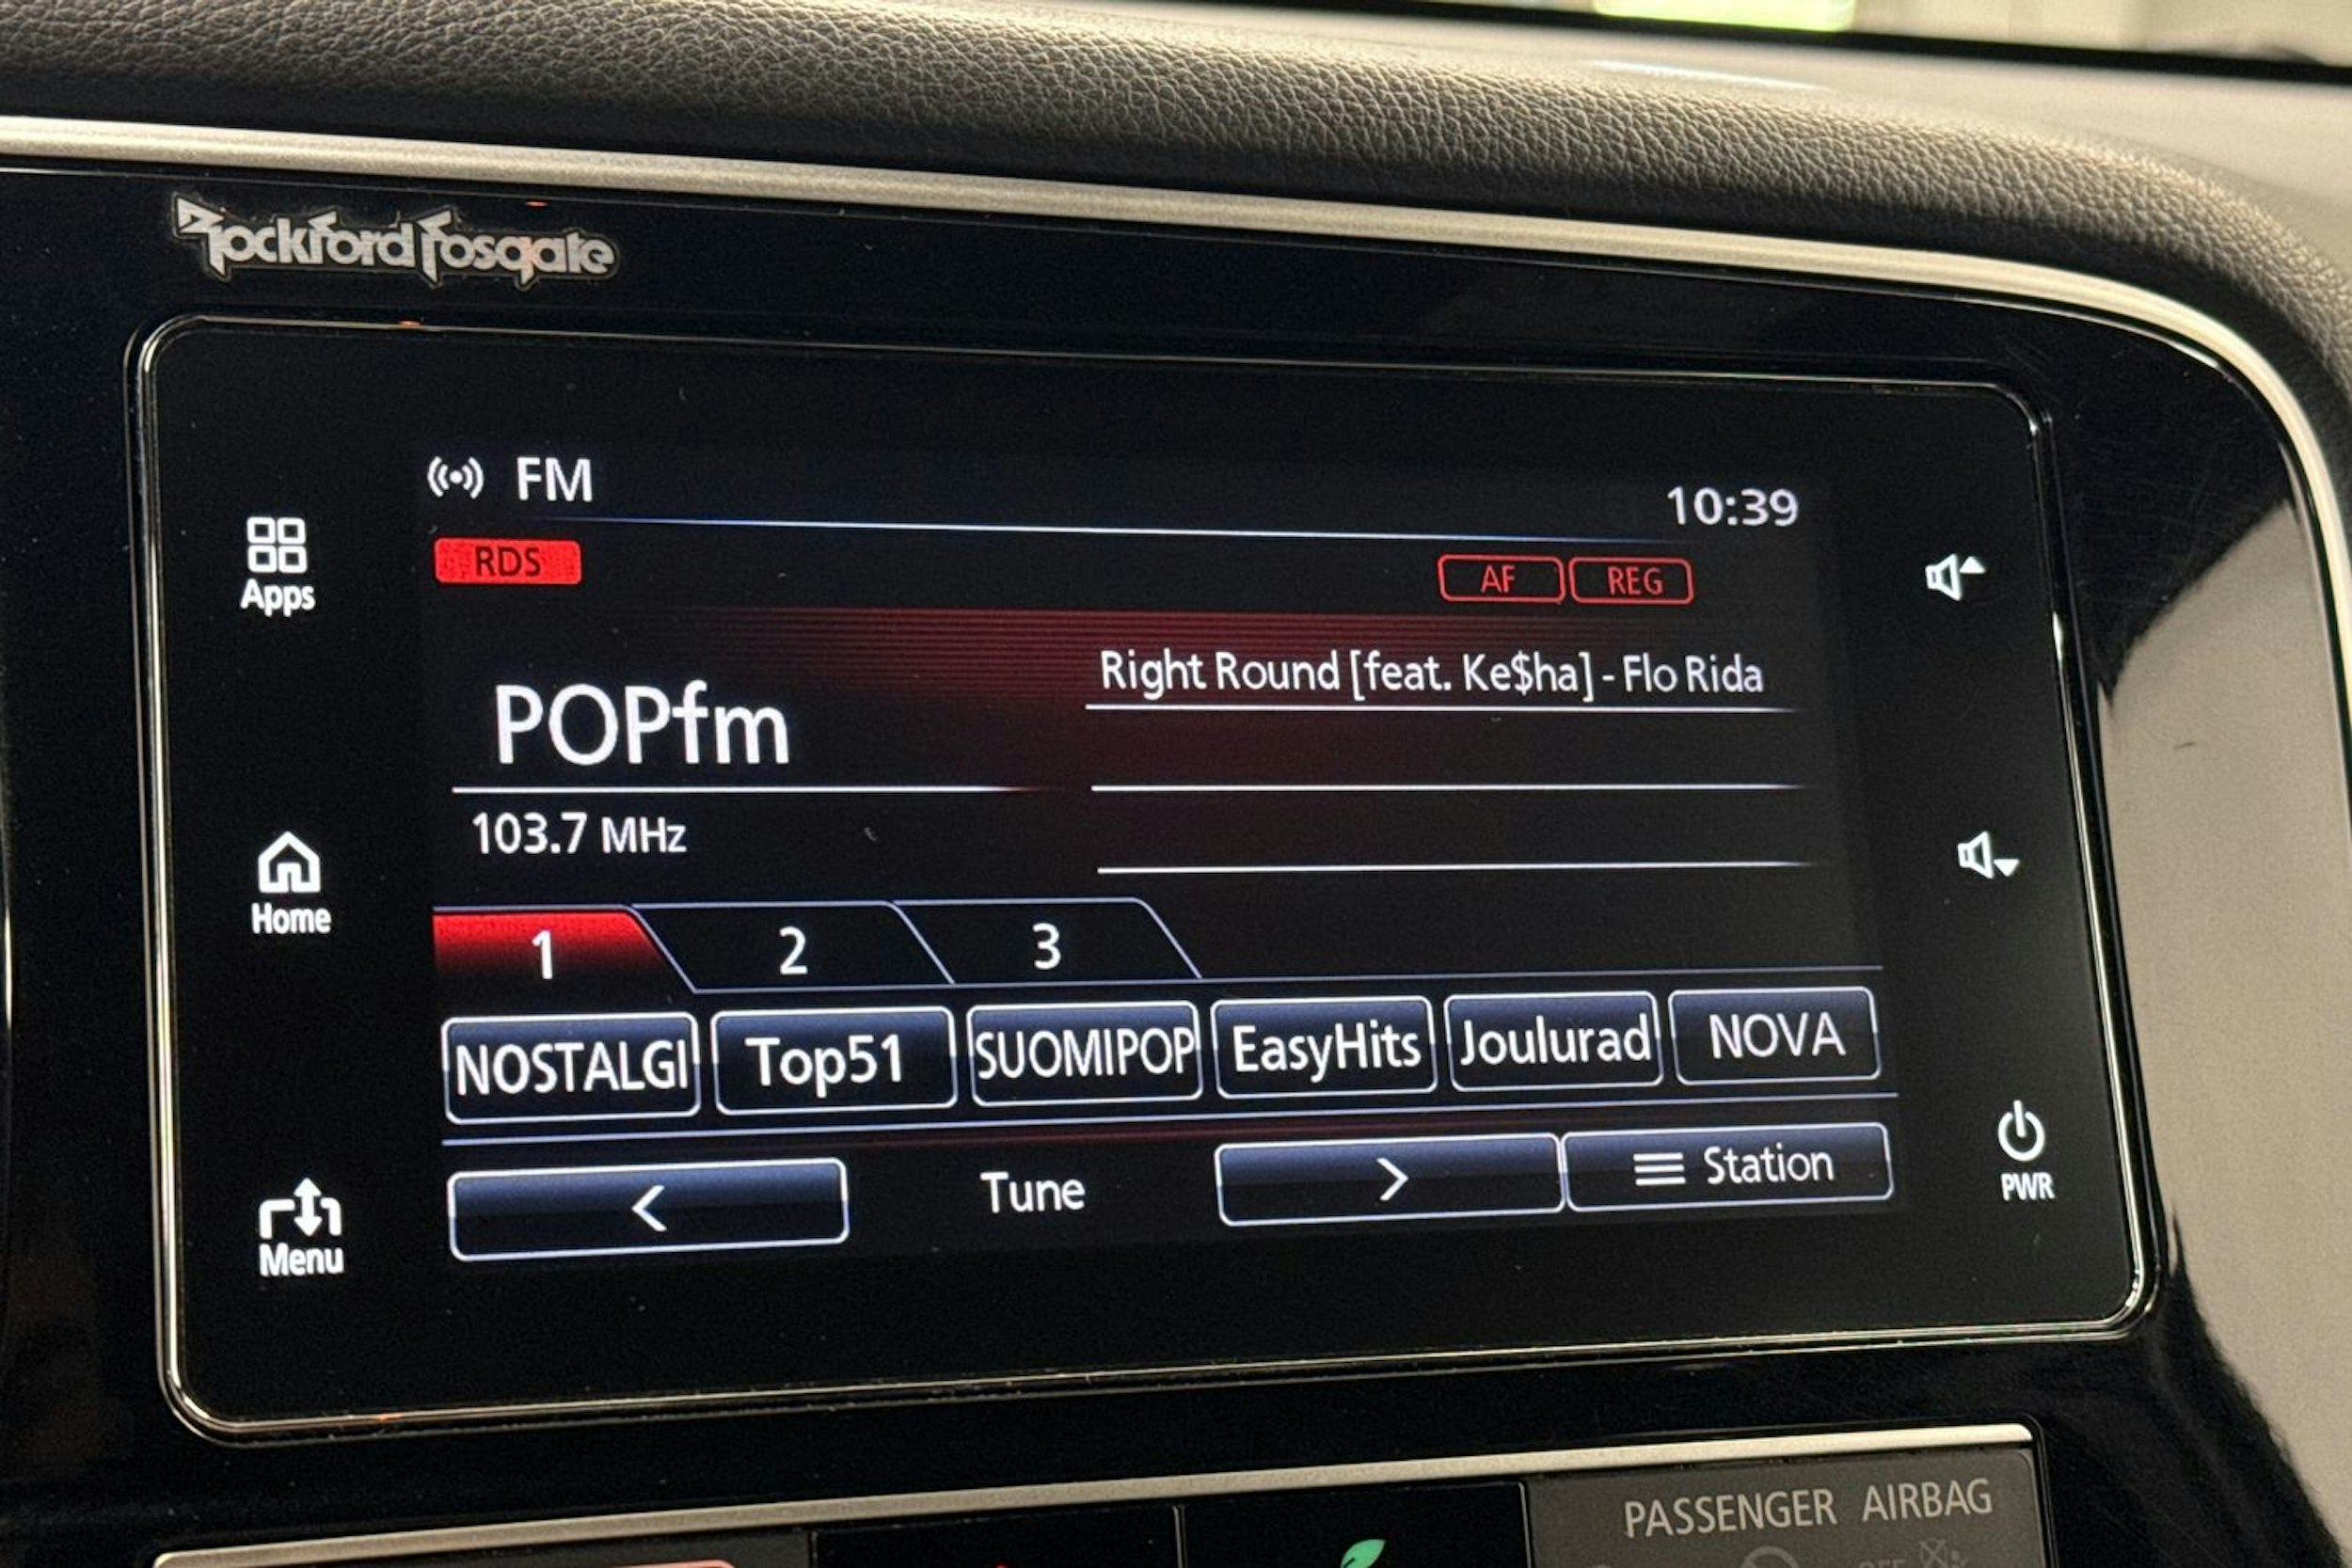 Rockford Fosgate
FM
10:39
RDS
AF
REG
Apps
Right Round [feat. Ke$ha] - Flo Rida
POPfm
103.7 MHz
Home
1
2
3
NOSTALGI
Top51
SUOMIPOP
EasyHits
Joulurad
NOVA
<
Tune
>
Station
PWR
Menu
PASSENGER AIRBAG
OFF